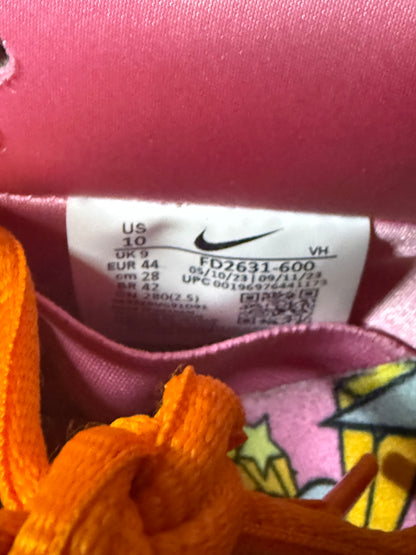 US
10
UK 9
EUR 44
cm 28
BR 42
CN 280(2.5)
VH
FD2631-600
05/10/23 | 09/11/23
UPC 00196976441173